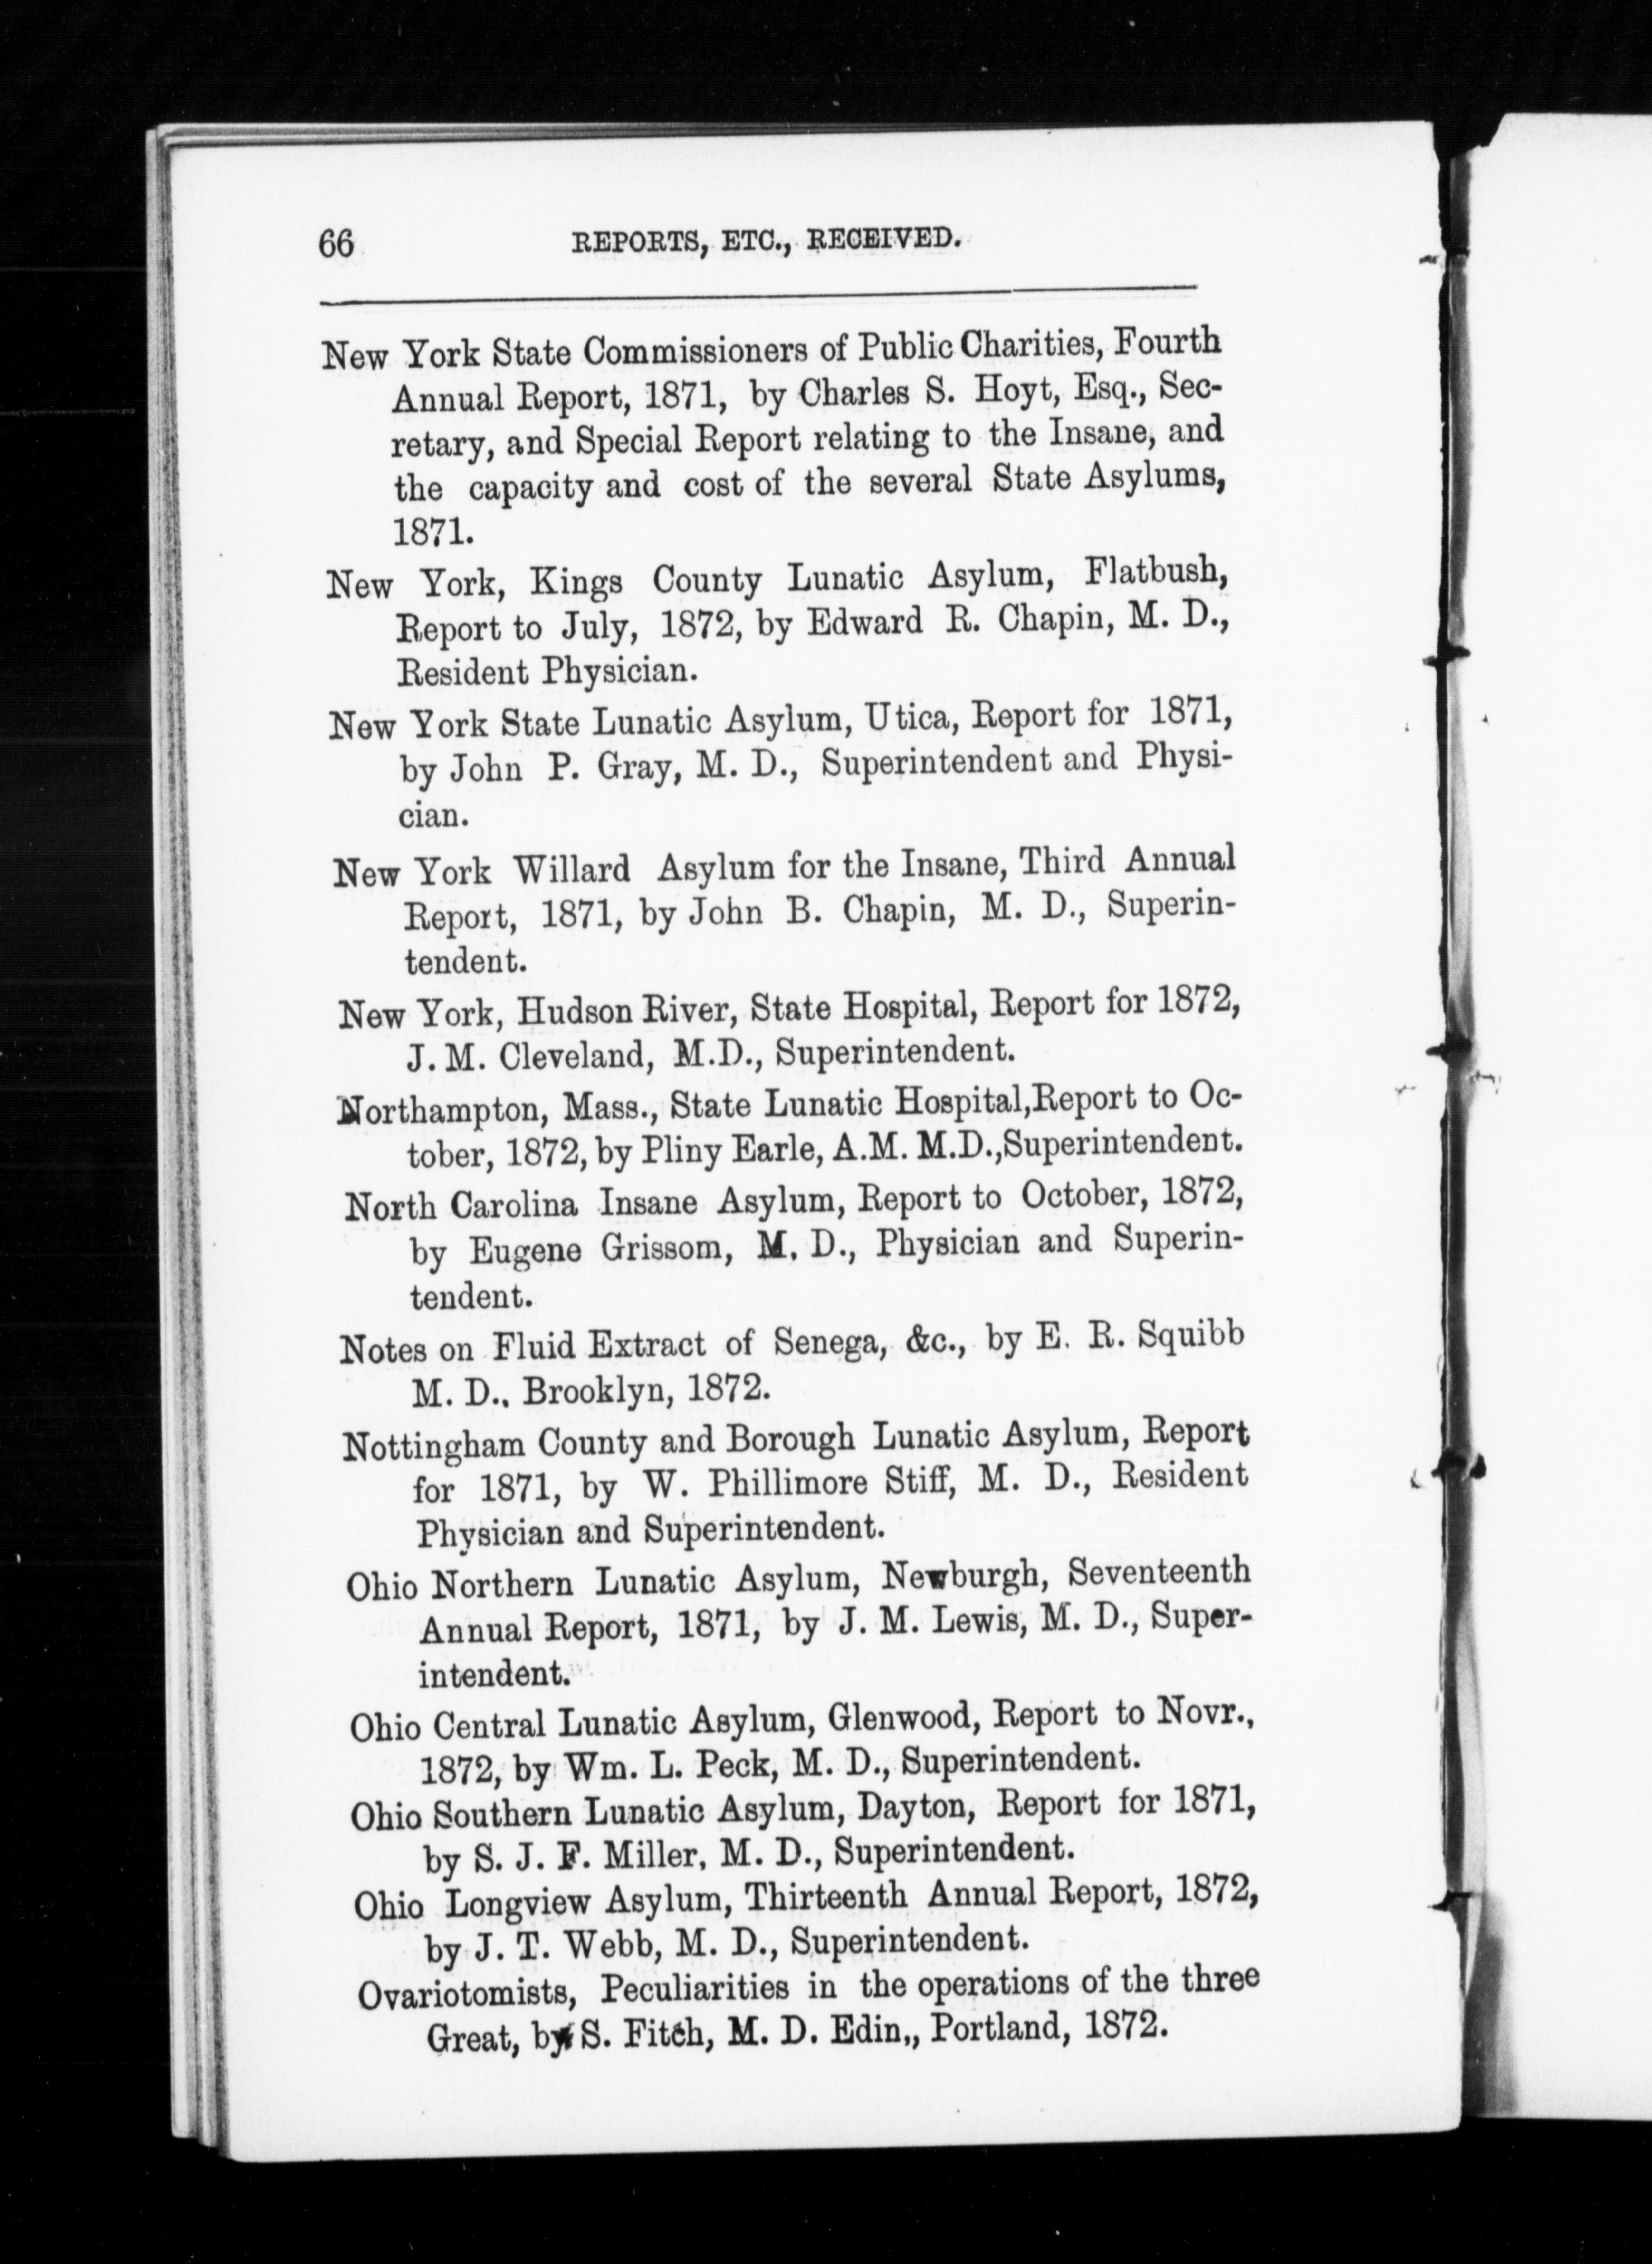 66 REPORTS, ETC., RECEIVED.
New York State Commissioners of Public Charities, Fourth
Annual Report, 1871, by Charles S. Hoyt, Esq., Sec-
retary, and Special Report relating to the Insane, and
the capacity and cost of the several State Asylums,
1871.
New York, Kings County Lunatic Asylum, Flatbush,
Report to July, 1872, by Edward R. Chapin, M. D.,
Resident Physician.
New York State Lunatic Asylum, Utica, Report for 1871,
by John P. Gray, M. D., Superintendent and Physi-
cian.
New York Willard Asylum for the Insane, Third Annual
Report, 1871, by John B. Chapin, M. D., Superin-
tendent.
New York, Hudson River, State Hospital, Report for 1872,
J. M. Cleveland, M.D., Superintendent.
Northampton, Mass., State Lunatic Hospital,Report to Oc-
tober, 1872, by Pliny Earle, A.M. M.D.,Superintendent.
North Carolina Insane Asylum, Report to October, 1872,
by Eugene Grissom, M. D., Physician and Superin-
tendent.
Notes on Fluid Extract of Senega, &c., by E. R. Squibb
M. D., Brooklyn, 1872.
Nottingham County and Borough Lunatic Asylum, Report
for 1871, by W. Phillimore Stiff, M. D., Resident
Physician and Superintendent.
Ohio Northern Lunatic Asylum, Newburgh, Seventeenth
Annual Report, 1871, by J. M. Lewis, M. D., Super-
intendent.
Ohio Central Lunatic Asylum, Glenwood, Report to Novr.,
1872, by Wm. L. Peck, M. D., Superintendent.
Ohio Southern Lunatic Asylum, Dayton, Report for 1871,
by S. J. F. Miller, M. D., Superintendent.
Ohio Longview Asylum, Thirteenth Annual Report, 1872,
by J. T. Webb, M. D., Superintendent.
Ovariotomists, Peculiarities in the operations of the three
Great, by S. Fitch, M. D. Edin,, Portland, 1872.